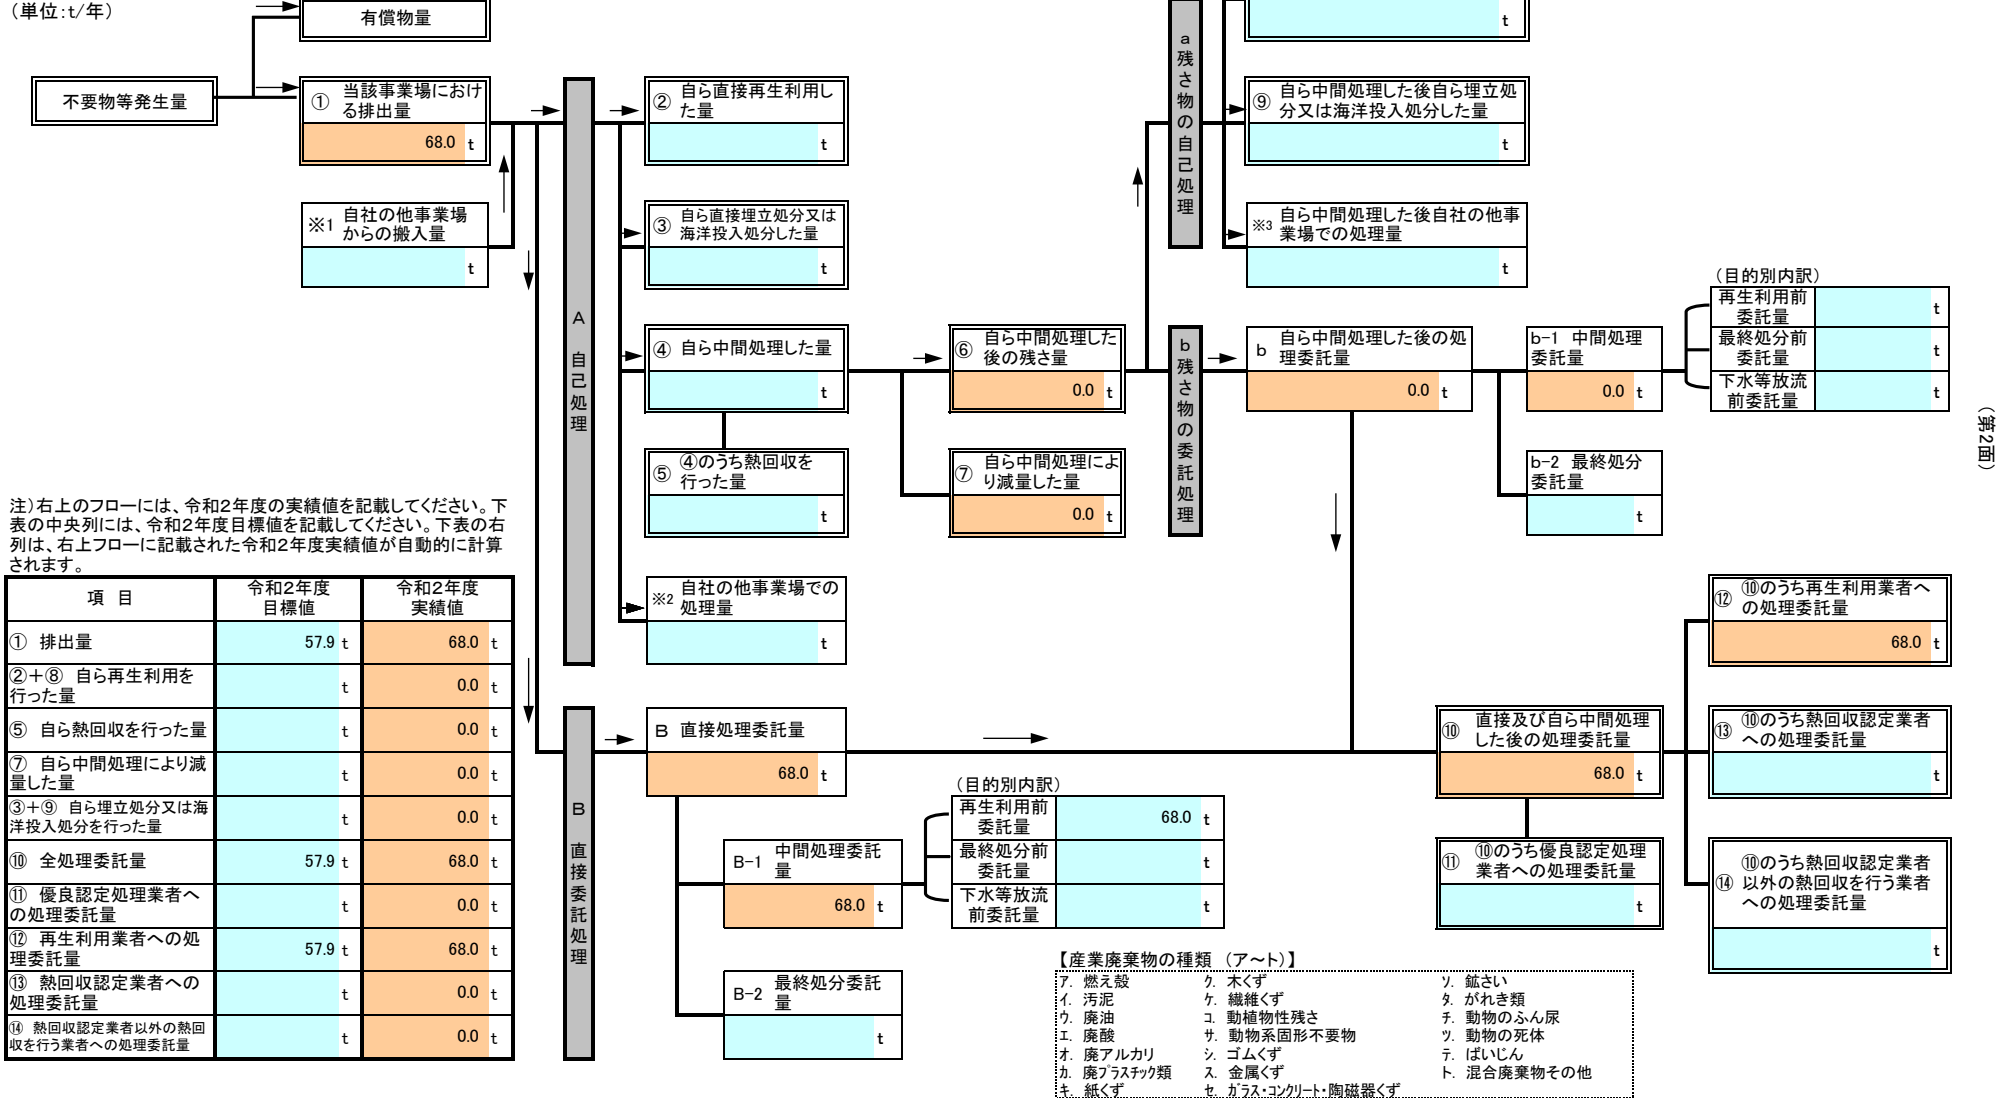 （単位：t/年）
有償物量
t
不要物等発生量
① 当該事業場におけ
る排出量
68.0 t
※1 自社の他事業場
からの搬入量
t
A 自己処理
② 自ら直接再生利用し
た量
t
③ 自ら直接埋立処分又は
海洋投入処分した量
t
④ 自ら中間処理した量
t
⑤ ④のうち熱回収を
行った量
t
※2 自社の他事業場での
処理量
t
⑥ 自ら中間処理した
後の残さ量
0.0 t
⑦ 自ら中間処理によ
り減量した量
0.0 t
a 残さ物の自己処理
⑨ 自ら中間処理した後自ら埋立処
分又は海洋投入処分した量
t
※3 自ら中間処理した後自社の他事
業場での処理量
t
b 残さ物の委託処理
b 自ら中間処理した後の処
理委託量
0.0 t
b-1 中間処理
委託量
0.0 t
b-2 最終処分
委託量
t
（目的別内訳）
再生利用前
委託量 t
最終処分前
委託量 t
下水等放流
前委託量 t
（第2面）
注）右上のフローには、令和2年度の実績値を記載してください。下
表の中央列には、令和2年度目標値を記載してください。下表の右
列は、右上フローに記載された令和2年度実績値が自動的に計算
されます。
項 目 令和2年度 目標値 令和2年度 実績値
① 排出量 57.9 t 68.0 t
②＋⑧ 自ら再生利用を
行った量 t 0.0 t
⑤ 自ら熱回収を行った量 t 0.0 t
⑦ 自ら中間処理により減
量した量 t 0.0 t
③＋⑨ 自ら埋立処分又は海
洋投入処分を行った量 t 0.0 t
⑩ 全処理委託量 57.9 t 68.0 t
⑪ 優良認定処理業者へ
の処理委託量 t 0.0 t
⑫ 再生利用業者への処
理委託量 57.9 t 68.0 t
⑬ 熱回収認定業者への
処理委託量 t 0.0 t
⑭ 熱回収認定業者以外の熱回
収を行う業者への処理委託量 t 0.0 t
B 直接委託処理
B 直接処理委託量
68.0 t
B-1 中間処理委託
量
68.0 t
B-2 最終処分委託
量
t
（目的別内訳）
再生利用前
委託量 68.0 t
最終処分前
委託量 t
下水等放流
前委託量 t
⑩ 直接及び自ら中間処理
した後の処理委託量
68.0 t
⑪ ⑩のうち優良認定処理
業者への処理委託量
t
⑫ ⑩のうち再生利用業者へ
の処理委託量
68.0 t
⑬ ⑩のうち熱回収認定業者
への処理委託量
t
⑭ ⑩のうち熱回収認定業者
以外の熱回収を行う業者
への処理委託量
t
【産業廃棄物の種類 （ア～ト）】
ｱ. 燃え殻 ｸ. 木くず ｿ. 鉱さい
ｲ. 汚泥 ｹ. 繊維くず ﾀ. がれき類
ｳ. 廃油 ｺ. 動植物性残さ ﾁ. 動物のふん尿
ｴ. 廃酸 ｻ. 動物系固形不要物 ﾂ. 動物の死体
ｵ. 廃アルカリ ｼ. ゴムくず ﾃ. ばいじん
ｶ. 廃ﾌﾟﾗｽﾁｯｸ類 ｽ. 金属くず ﾄ. 混合廃棄物その他
ｷ. 紙くず ｾ. ｶﾞﾗｽ･ｺﾝｸﾘｰﾄ･陶磁器くず